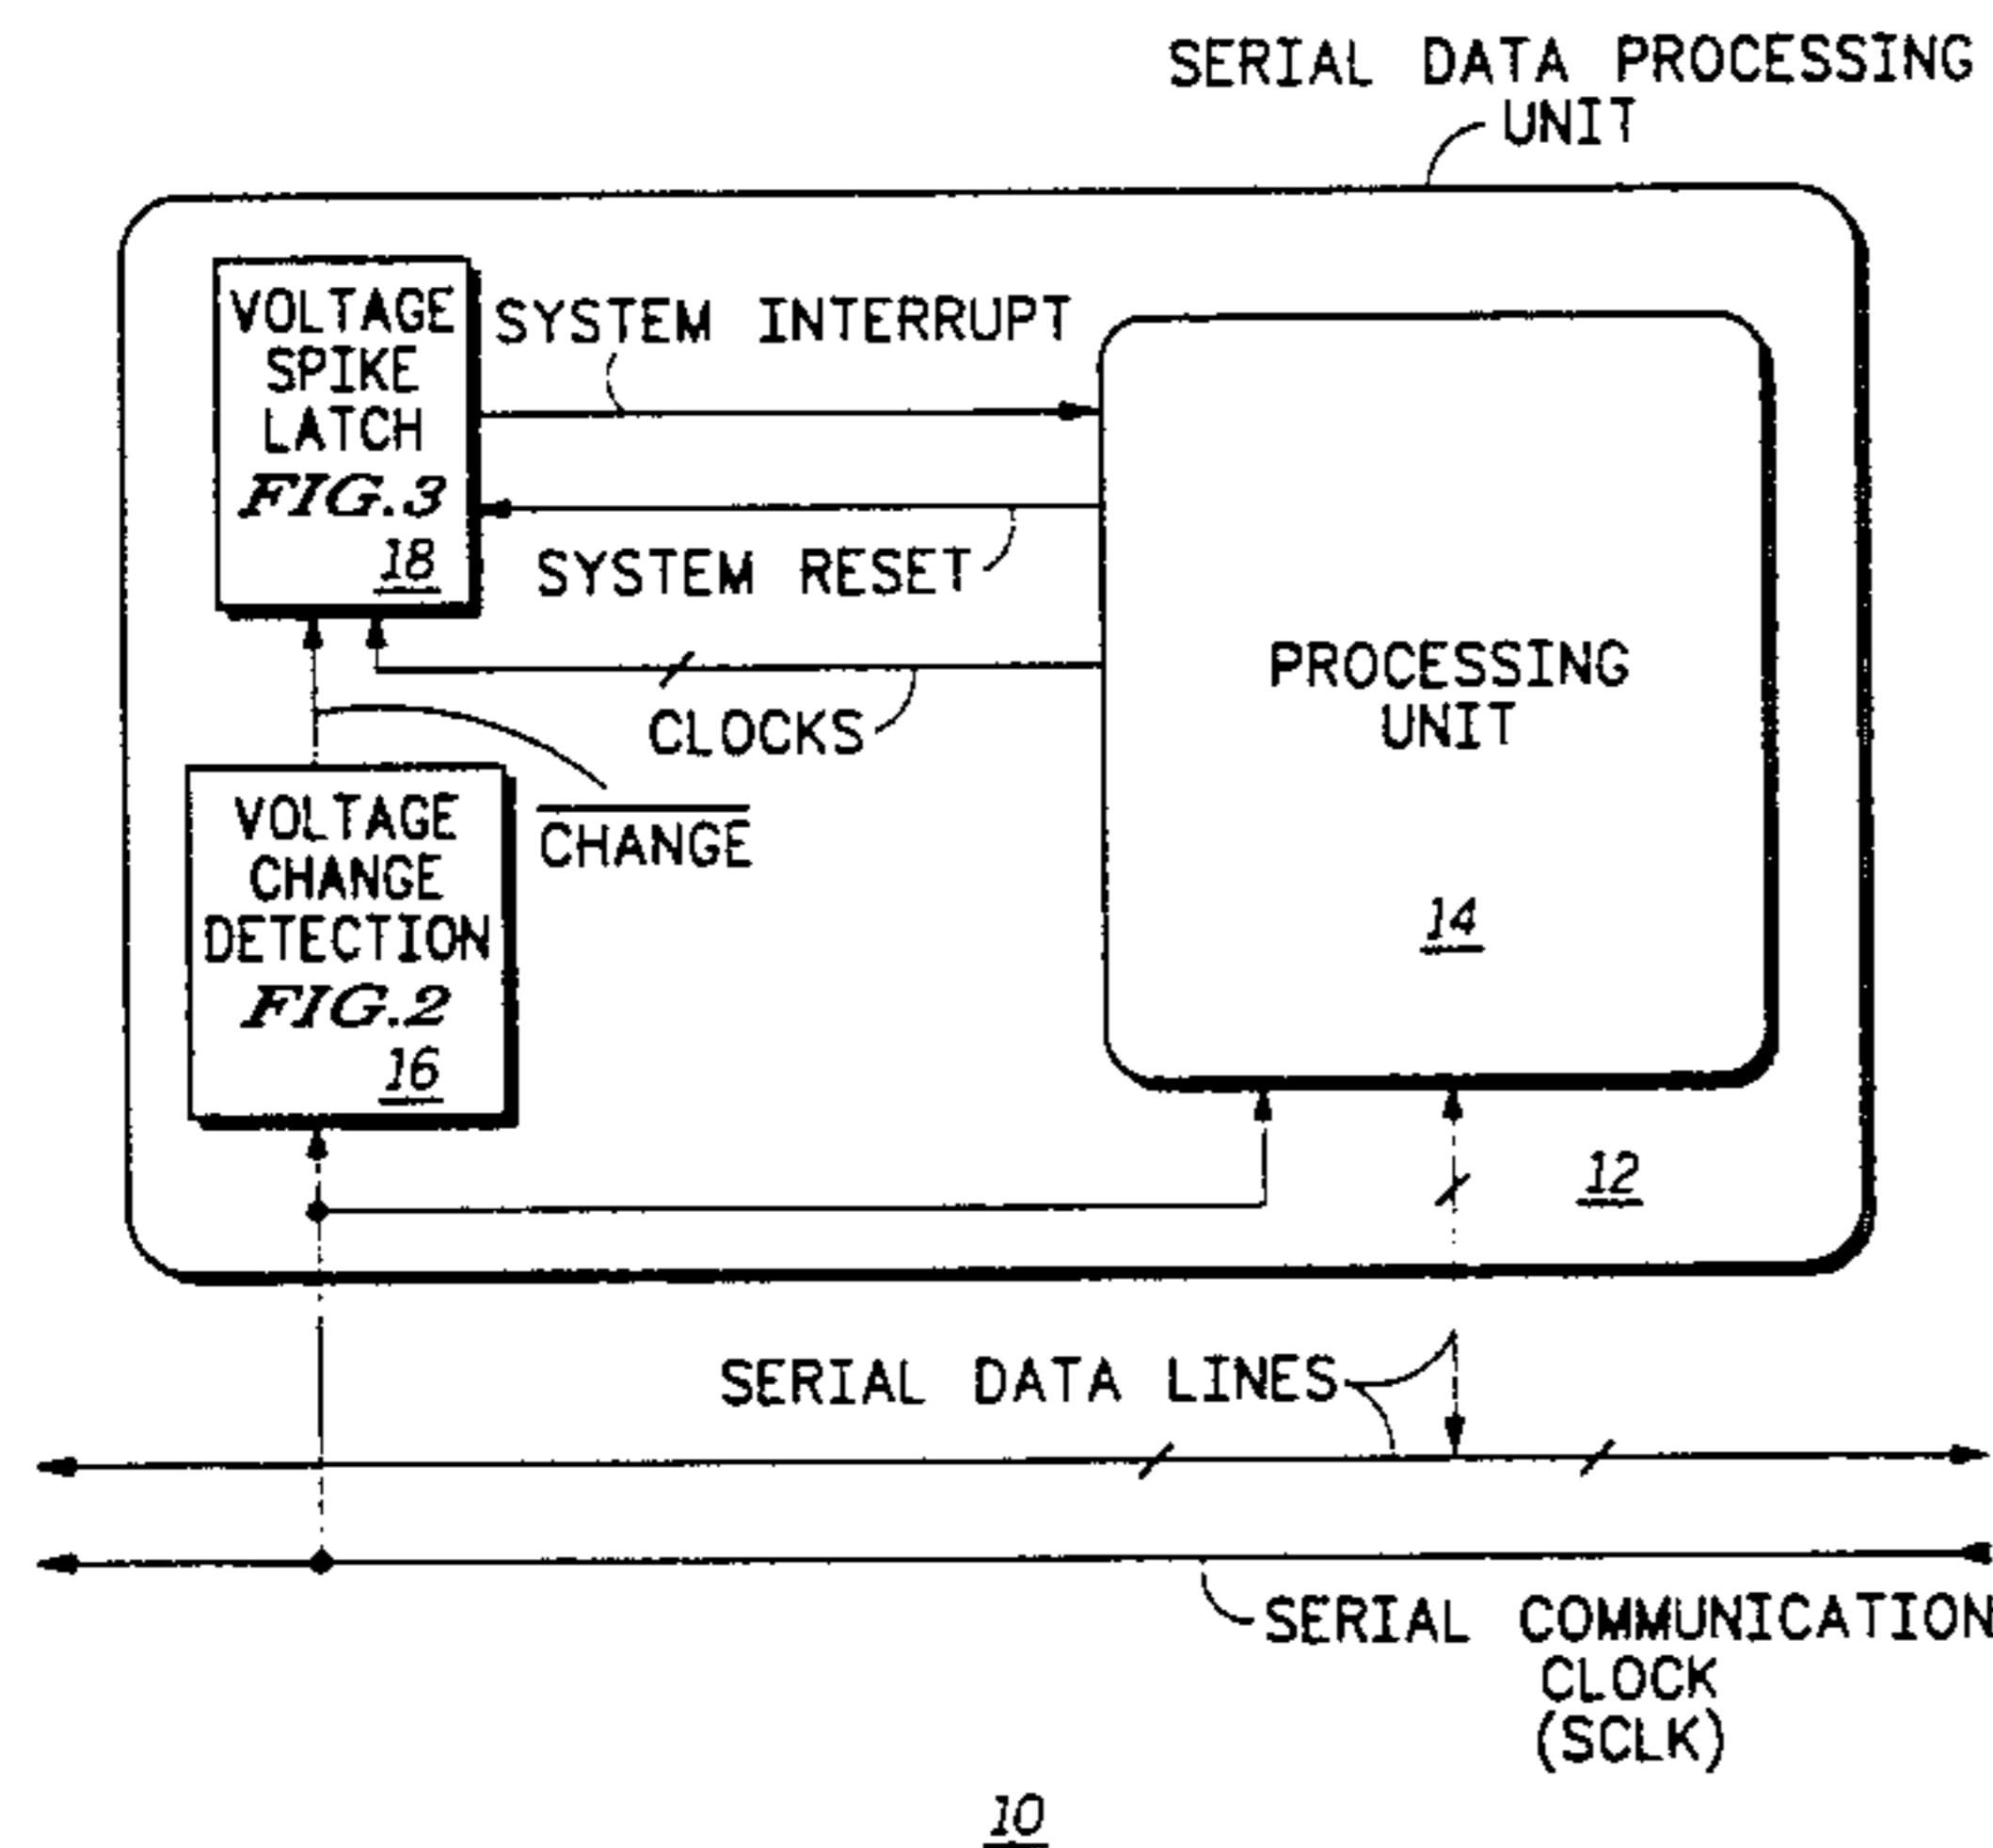 SERIAL DATA PROCESSING
UNIT
VOLTAGE
SPIKE
LATCH
FIG.3
18
SYSTEM INTERRUPT
SYSTEM RESET
CLOCKS
PROCESSING
UNIT
14
CHANGE
VOLTAGE
CHANGE
DETECTION
FIG.2
16
12
SERIAL DATA LINES
SERIAL COMMUNICATION
CLOCK
(SCLK)
10